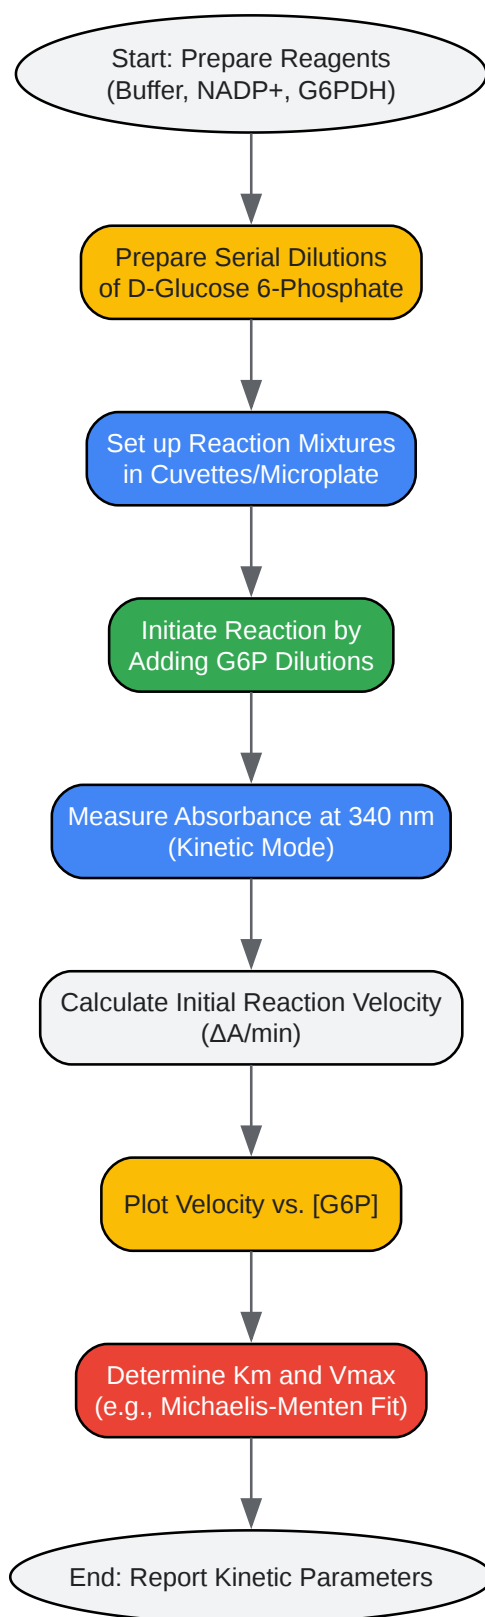 Start: Prepare Reagents
(Buffer, NADP+, G6PDH)
Prepare Serial Dilutions
of D-Glucose 6-Phosphate
Set up Reaction Mixtures
in Cuvettes/Microplate
Initiate Reaction by
Adding G6P Dilutions
Measure Absorbance at 340 nm
(Kinetic Mode)
Calculate Initial Reaction Velocity
(ΔA/min)
Plot Velocity vs. [G6P]
Determine Km and Vmax
(e.g., Michaelis-Menten Fit)
End: Report Kinetic Parameters